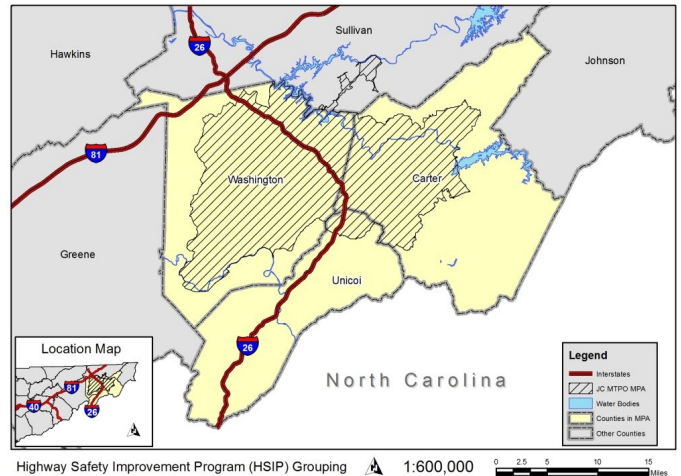 Sullivan
Hawkins
26
Johnson
81
Washington
Carter
Greene
Unicoi
26
North Carolina
Location Map
81
40
26
Legend
Interstates
JC MTPO MPA
Water Bodies
Counties in MPA
Other Counties
Highway Safety Improvement Program (HSIP) Grouping
1:600,000
0 2.5 5 10 15
Miles